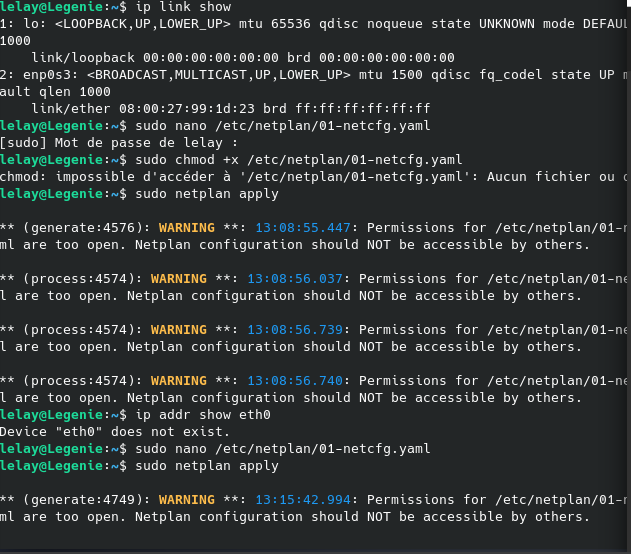 lelay@Legenie:~$ ip link show
1: lo: <LOOPBACK,UP,LOWER_UP> mtu 65536 qdisc noqueue state UNKNOWN mode DEFAUL
1000
    link/loopback 00:00:00:00:00:00 brd 00:00:00:00:00:00
2: enp0s3: <BROADCAST,MULTICAST,UP,LOWER_UP> mtu 1500 qdisc fq_codel state UP m
ault qlen 1000
    link/ether 08:00:27:99:1d:23 brd ff:ff:ff:ff:ff:ff
lelay@Legenie:~$ sudo nano /etc/netplan/01-netcfg.yaml
[sudo] Mot de passe de lelay :
lelay@Legenie:~$ sudo chmod +x /etc/netplan/01-netcfg.yaml
chmod: impossible d'accéder à '/etc/netplan/01-netcfg.yaml': Aucun fichier ou d
lelay@Legenie:~$ sudo netplan apply

** (generate:4576): WARNING **: 13:08:55.447: Permissions for /etc/netplan/01-n
ml are too open. Netplan configuration should NOT be accessible by others.

** (process:4574): WARNING **: 13:08:56.037: Permissions for /etc/netplan/01-ne
l are too open. Netplan configuration should NOT be accessible by others.

** (process:4574): WARNING **: 13:08:56.739: Permissions for /etc/netplan/01-ne
l are too open. Netplan configuration should NOT be accessible by others.

** (process:4574): WARNING **: 13:08:56.740: Permissions for /etc/netplan/01-ne
l are too open. Netplan configuration should NOT be accessible by others.
lelay@Legenie:~$ ip addr show eth0
Device "eth0" does not exist.
lelay@Legenie:~$ sudo nano /etc/netplan/01-netcfg.yaml
lelay@Legenie:~$ sudo netplan apply

** (generate:4749): WARNING **: 13:15:42.994: Permissions for /etc/netplan/01-n
ml are too open. Netplan configuration should NOT be accessible by others.